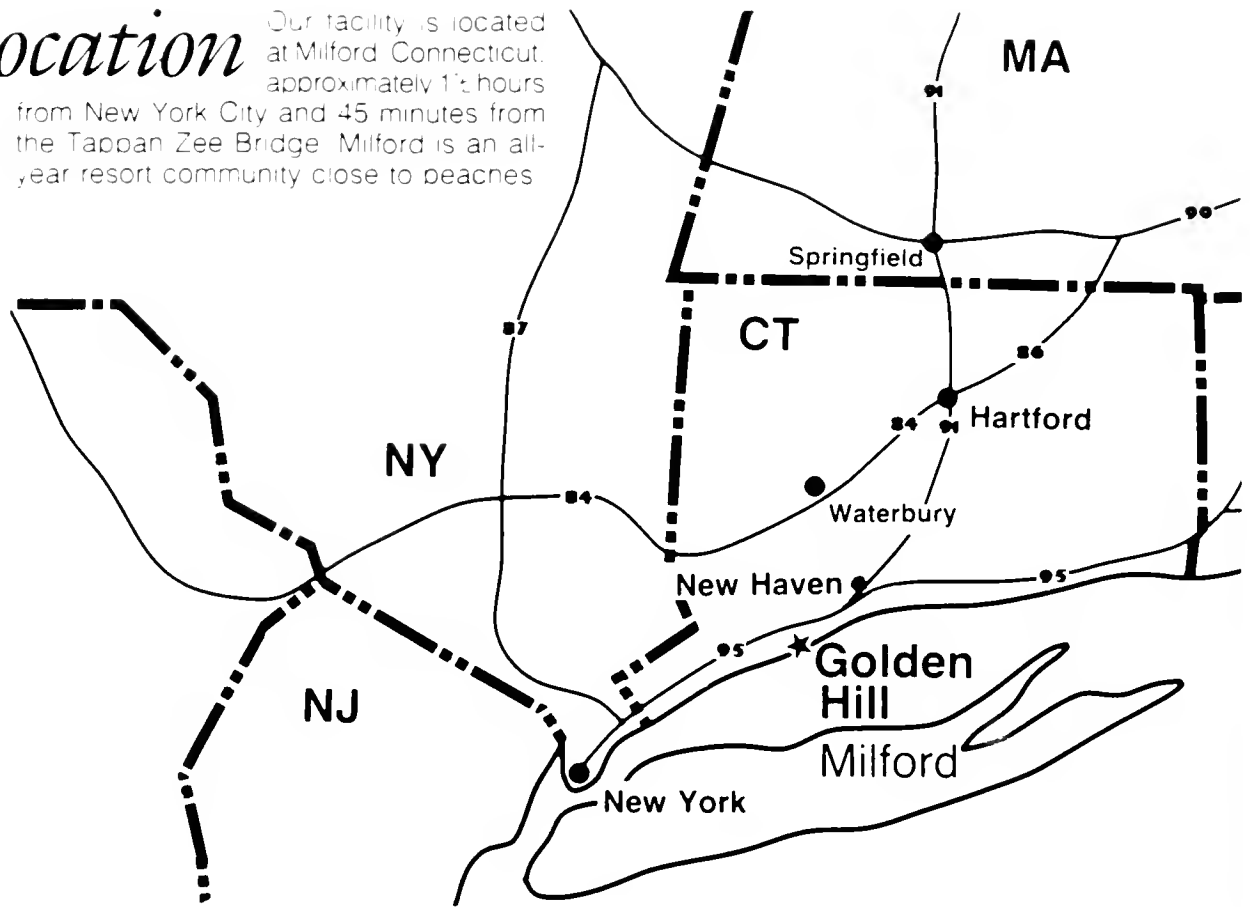 ocation
Our facility is located
at Milford Connecticut.
approximately 1½ hours
from New York City and 45 minutes from
the Tappan Zee Bridge Milford is an all-
year resort community close to beaches
MA
91
90
Springfield
CT
87
86
Hartford
84
91
NY
84
Waterbury
New Haven
95
95
Golden
Hill
Milford
NJ
New York